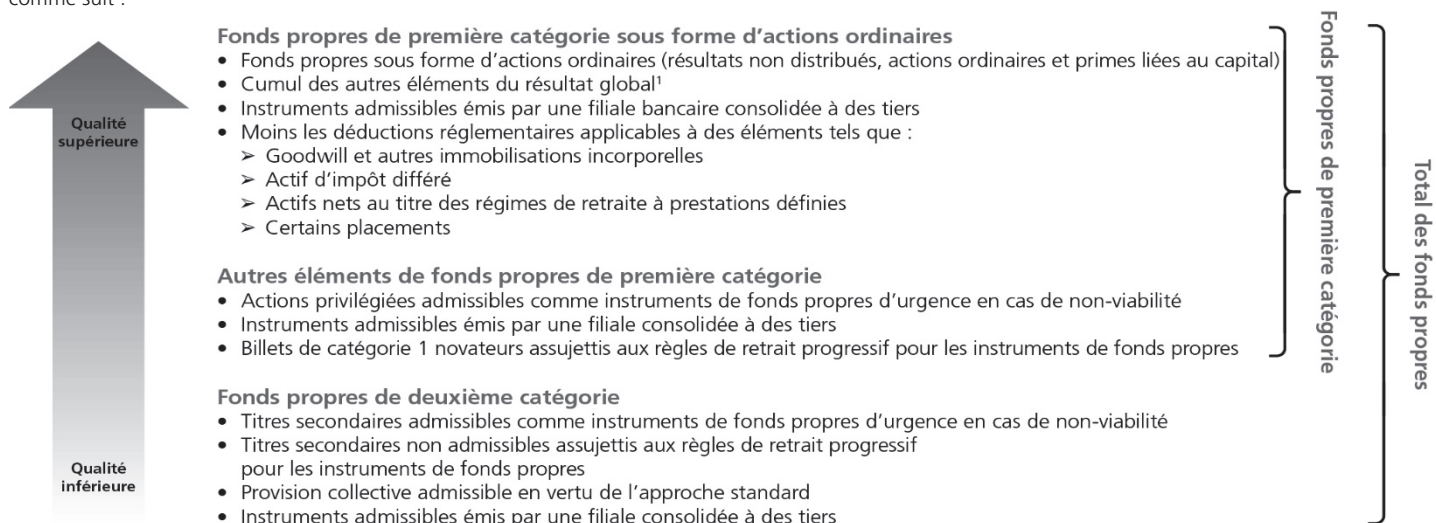 comme suit :
Fonds propres de première catégorie sous forme d'actions ordinaires
• Fonds propres sous forme d'actions ordinaires (résultats non distribués, actions ordinaires et primes liées au capital)
• Cumul des autres éléments du résultat global¹
• Instruments admissibles émis par une filiale bancaire consolidée à des tiers
• Moins les déductions réglementaires applicables à des éléments tels que :
➢ Goodwill et autres immobilisations incorporelles
➢ Actif d'impôt différé
➢ Actifs nets au titre des régimes de retraite à prestations définies
➢ Certains placements
Autres éléments de fonds propres de première catégorie
• Actions privilégiées admissibles comme instruments de fonds propres d'urgence en cas de non-viabilité
• Instruments admissibles émis par une filiale consolidée à des tiers
• Billets de catégorie 1 novateurs assujettis aux règles de retrait progressif pour les instruments de fonds propres
Fonds propres de deuxième catégorie
• Titres secondaires admissibles comme instruments de fonds propres d'urgence en cas de non-viabilité
• Titres secondaires non admissibles assujettis aux règles de retrait progressif
pour les instruments de fonds propres
• Provision collective admissible en vertu de l'approche standard
• Instruments admissibles émis par une filiale consolidée à des tiers
Qualité
supérieure
Qualité
inférieure
Fonds propres de première catégorie
Total des fonds propres